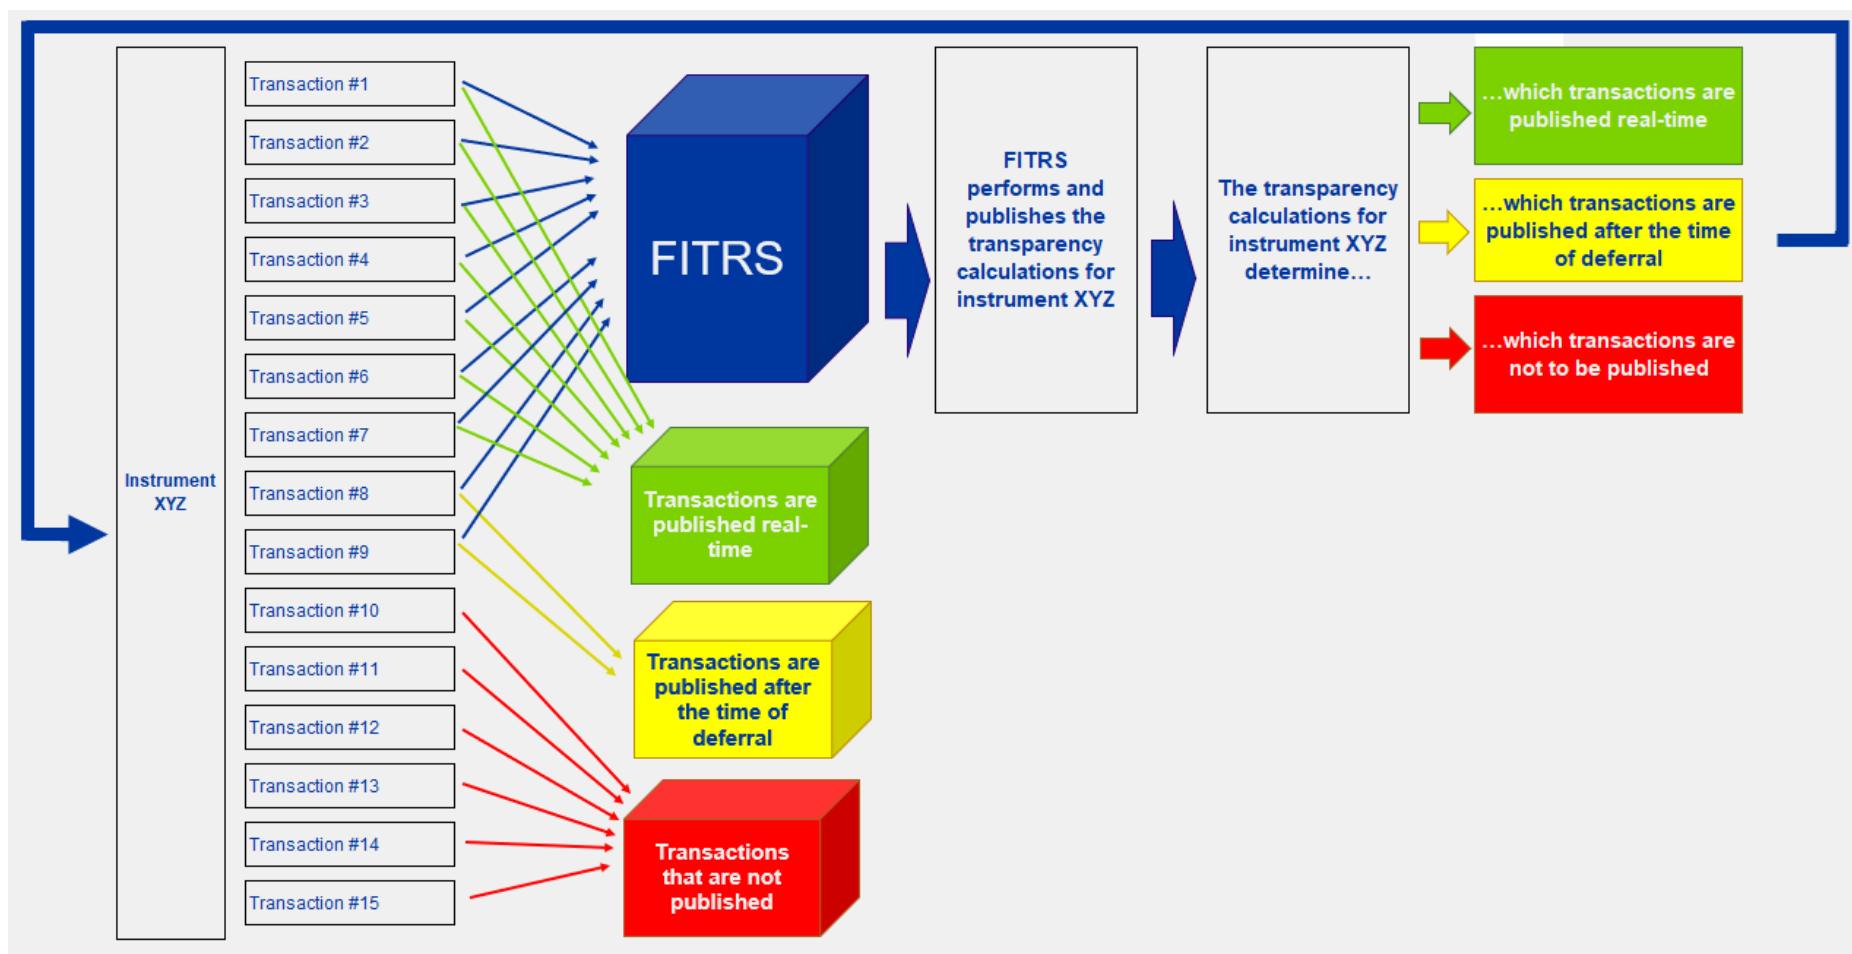 Instrument
XYZ
Transaction #1
Transaction #2
Transaction #3
Transaction #4
Transaction #5
Transaction #6
Transaction #7
Transaction #8
Transaction #9
Transaction #10
Transaction #11
Transaction #12
Transaction #13
Transaction #14
Transaction #15
FITRS
Transactions are
published real-
time
Transactions are
published after
the time of
deferral
Transactions
that are not
published
FITRS
performs and
publishes the
transparency
calculations for
instrument XYZ
The transparency
calculations for
instrument XYZ
determine…
…which transactions are
published real-time
…which transactions are
published after the time
of deferral
…which transactions are
not to be published